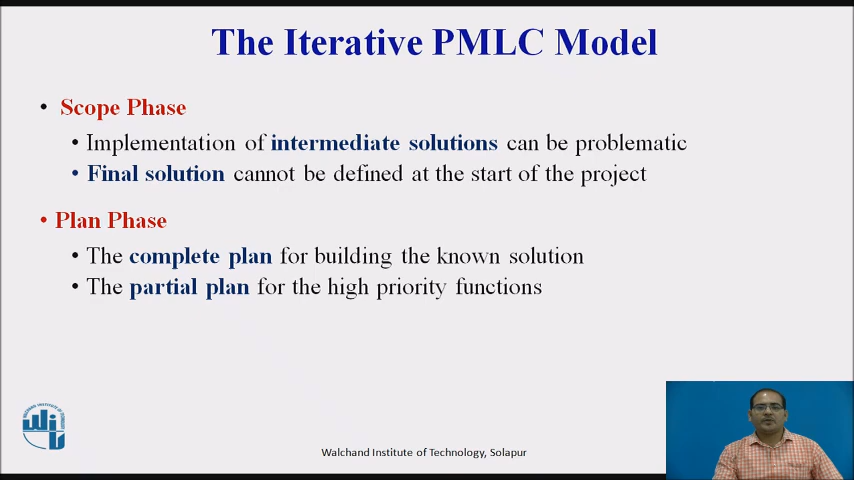 The Iterative PMLC Model
• Scope Phase
• Implementation of intermediate solutions can be problematic
• Final solution cannot be defined at the start of the project
• Plan Phase
• The complete plan for building the known solution
• The partial plan for the high priority functions
Walchand Institute of Technology, Solapur